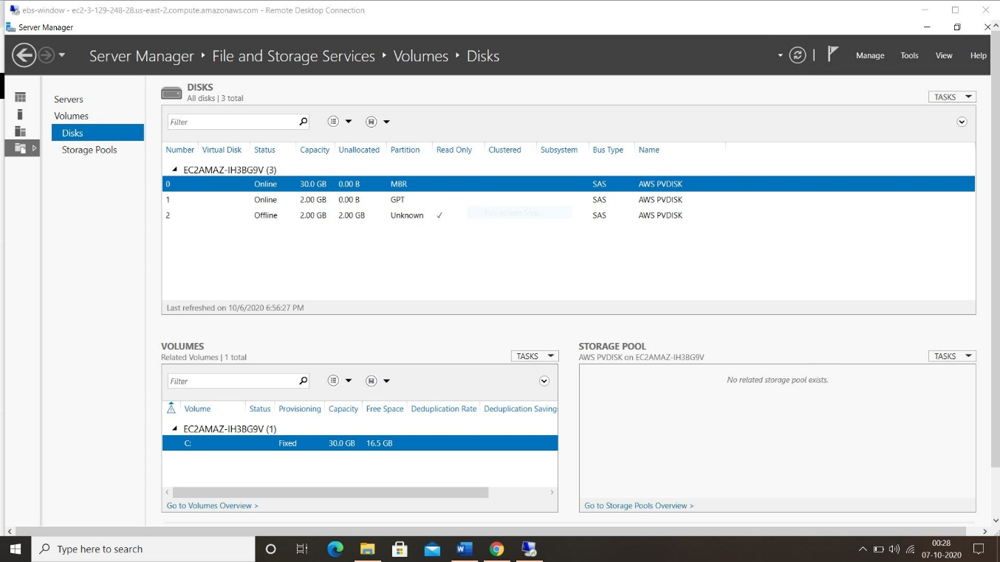 ebs-window - ec2-3-129-248-28.us-east-2.compute.amazonaws.com - Remote Desktop Connection
Server Manager
Server Manager ‣ File and Storage Services ‣ Volumes ‣ Disks
Manage Tools View Help
Servers
Volumes
Disks
Storage Pools
DISKS
All disks | 3 total
TASKS
Filter
Number Virtual Disk Status Capacity Unallocated Partition Read Only Clustered Subsystem Bus Type Name
EC2AMAZ-IH3BG9V (3)
0 Online 30.0 GB 0.00 B MBR SAS AWS PVDISK
1 Online 2.00 GB 0.00 B GPT SAS AWS PVDISK
2 Offline 2.00 GB 2.00 GB Unknown ✓ SAS AWS PVDISK
Last refreshed on 10/6/2020 6:56:27 PM
VOLUMES
Related Volumes | 1 total
TASKS
Filter
Volume Status Provisioning Capacity Free Space Deduplication Rate Deduplication Saving
EC2AMAZ-IH3BG9V (1)
C: Fixed 30.0 GB 16.5 GB
Go to Volumes Overview >
STORAGE POOL
AWS PVDISK on EC2AMAZ-IH3BG9V
TASKS
No related storage pool exists.
Go to Storage Pools Overview >
Type here to search
00:28
07-10-2020